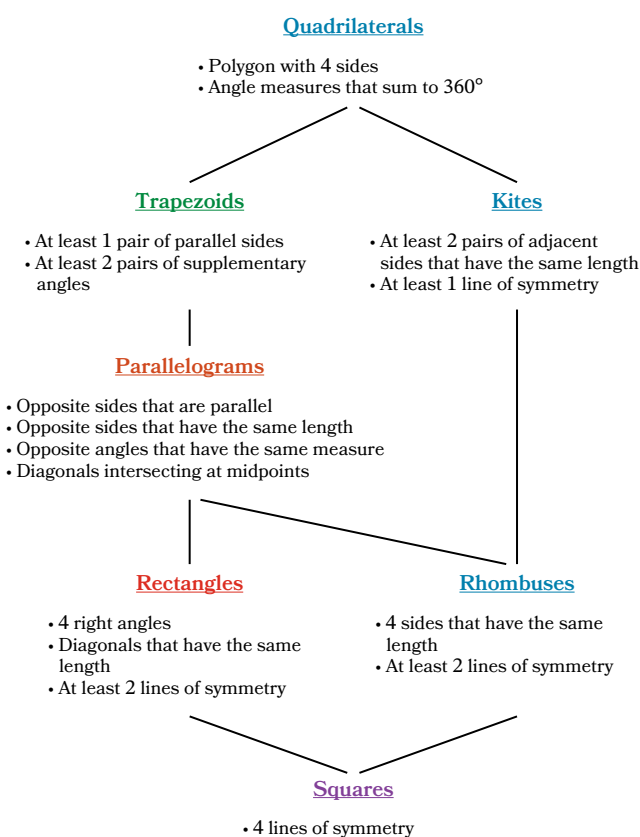 Quadrilaterals
• Polygon with 4 sides
• Angle measures that sum to 360°
Trapezoids
• At least 1 pair of parallel sides
• At least 2 pairs of supplementary
angles
Kites
• At least 2 pairs of adjacent
sides that have the same length
• At least 1 line of symmetry
Parallelograms
• Opposite sides that are parallel
• Opposite sides that have the same length
• Opposite angles that have the same measure
• Diagonals intersecting at midpoints
Rectangles
• 4 right angles
• Diagonals that have the same
length
• At least 2 lines of symmetry
Rhombuses
• 4 sides that have the same
length
• At least 2 lines of symmetry
Squares
• 4 lines of symmetry